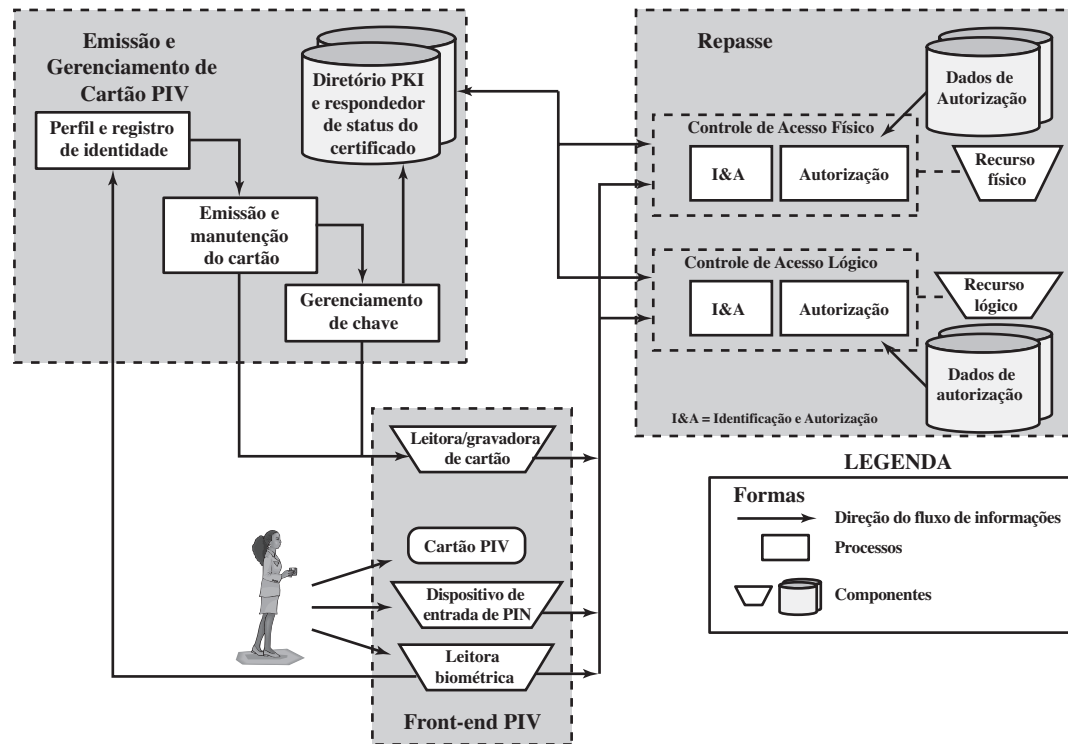 Emissão e
Gerenciamento de
Cartão PIV
Perfil e registro
de identidade
Diretório PKI
e respondedor
de status do
certificado
Emissão e
manutenção
do cartão
Gerenciamento
de chave
Repasse
Dados de
Autorização
Controle de Acesso Físico
I&A
Autorização
Recurso
físico
Controle de Acesso Lógico
I&A
Autorização
Recurso
lógico
Dados de
autorização
I&A = Identificação e Autorização
Leitora/gravadora
de cartão
Cartão PIV
Dispositivo de
entrada de PIN
Leitora
biométrica
Front-end PIV
LEGENDA
Formas
Direção do fluxo de informações
Processos
Componentes